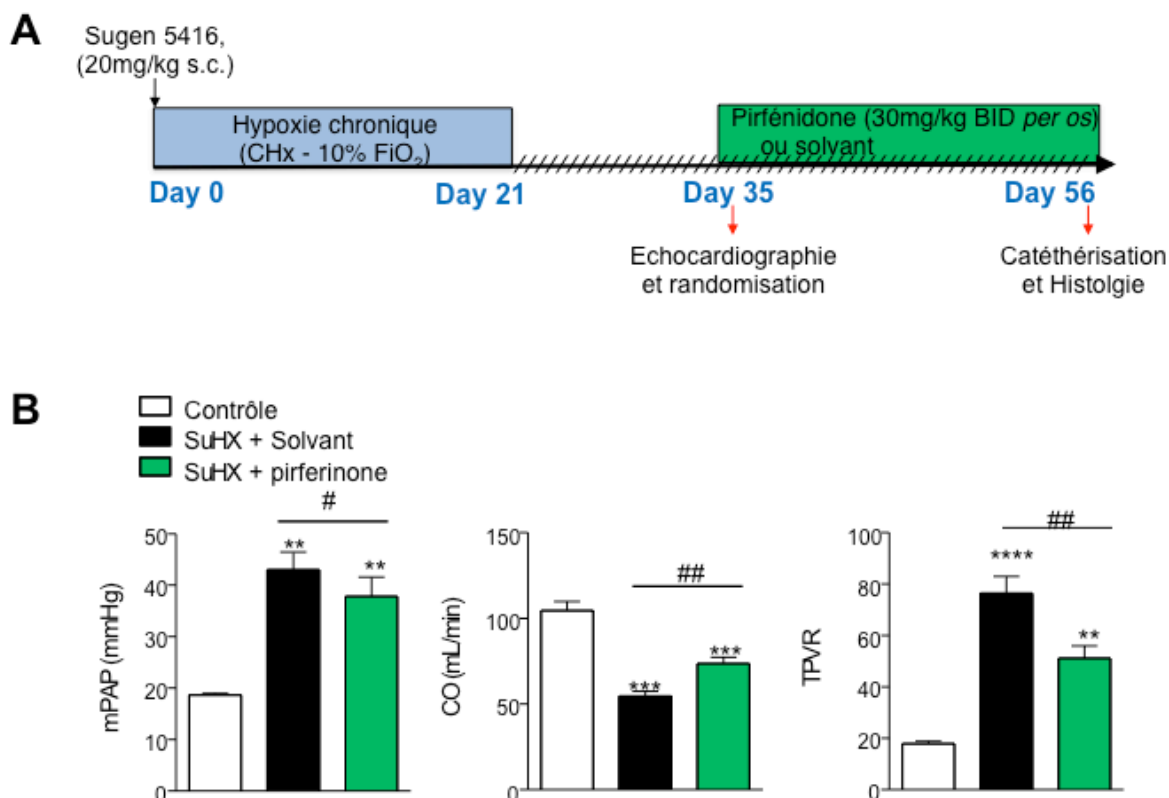 A
Sugen 5416,
(20mg/kg s.c.)
Hypoxie chronique
(CHx - 10% FiO2)
Pirfénidone (30mg/kg BID per os)
ou solvant
Day 0
Day 21
Day 35
Day 56
Echocardiographie
et randomisation
Catéthérisation
et Histolgie
B
Contrôle
SuHX + Solvant
SuHX + pirferinone
mPAP (mmHg)
50
40
30
20
10
0
**
**
#
CO (mL/min)
150
100
50
0
***
***
##
TPVR
100
80
60
40
20
0
****
**
##